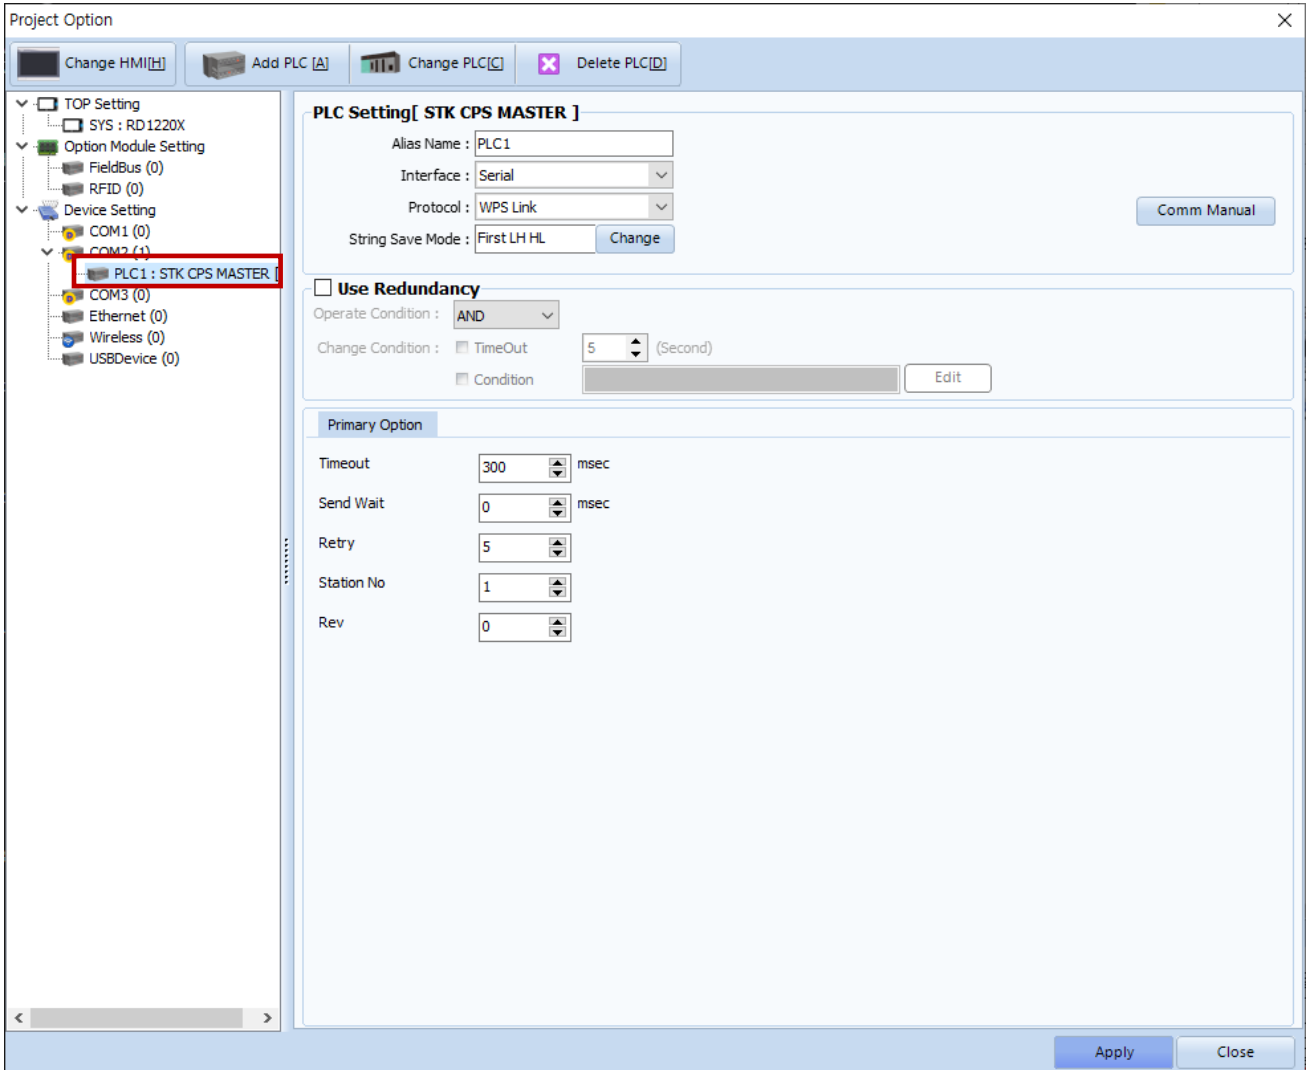 Project Option
Change HMI[H]
Add PLC [A]
Change PLC[C]
Delete PLC[D]
TOP Setting
SYS : RD1220X
Option Module Setting
FieldBus (0)
RFID (0)
Device Setting
COM1 (0)
COM2 (1)
PLC1 : STK CPS MASTER [
COM3 (0)
Ethernet (0)
Wireless (0)
USBDevice (0)
PLC Setting[ STK CPS MASTER ]
Alias Name : PLC1
Interface : Serial
Protocol : WPS Link
Comm Manual
String Save Mode : First LH HL Change
Use Redundancy
Operate Condition : AND
Change Condition : TimeOut 5 (Second)
Condition Edit
Primary Option
Timeout 300 msec
Send Wait 0 msec
Retry 5
Station No 1
Rev 0
Apply Close